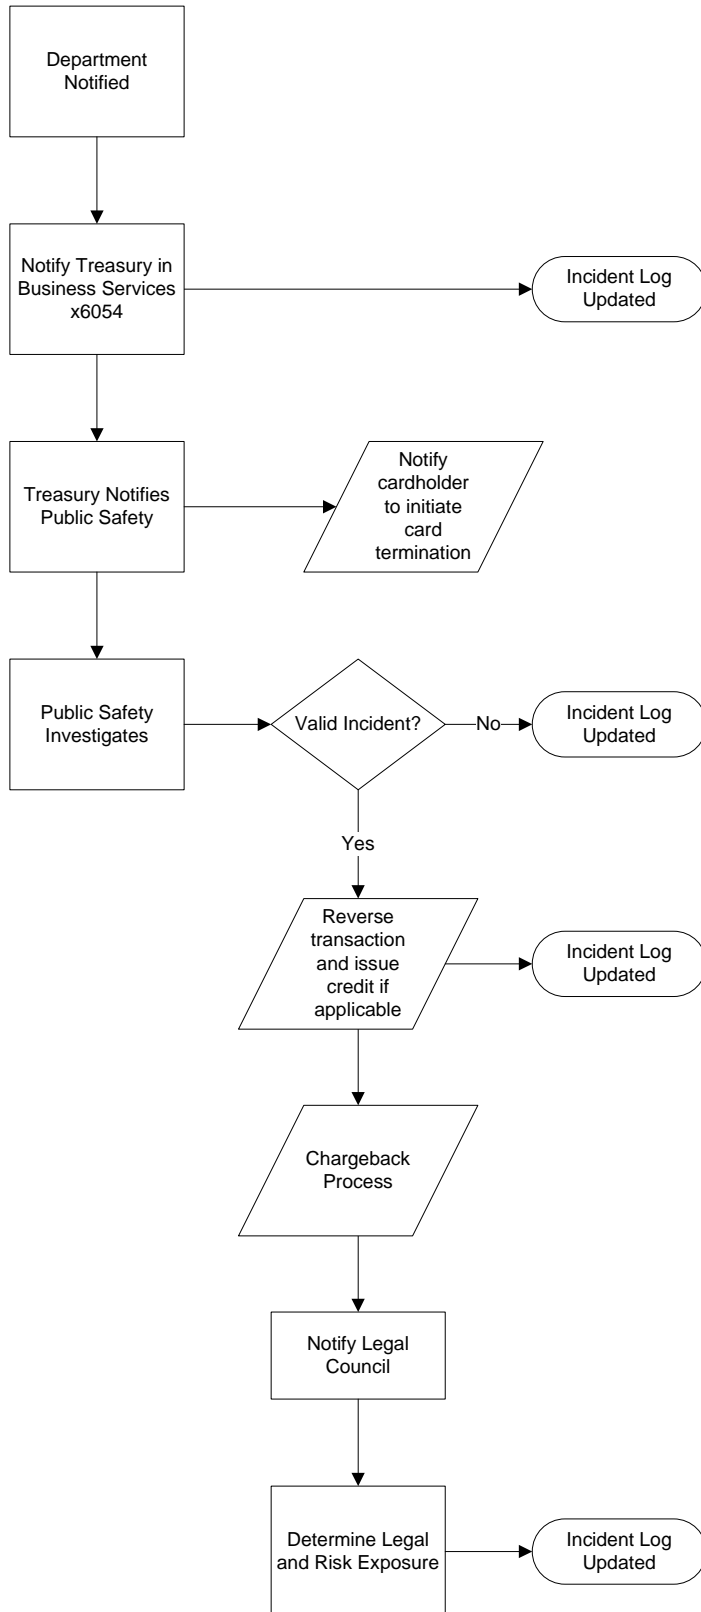 Department
Notified
Notify Treasury in
Business Services
x6054
Incident Log
Updated
Treasury Notifies
Public Safety
Notify
cardholder
to initiate
card
termination
Public Safety
Investigates
Valid Incident?
No
Incident Log
Updated
Yes
Reverse
transaction
and issue
credit if
applicable
Incident Log
Updated
Chargeback
Process
Notify Legal
Council
Determine Legal
and Risk Exposure
Incident Log
Updated